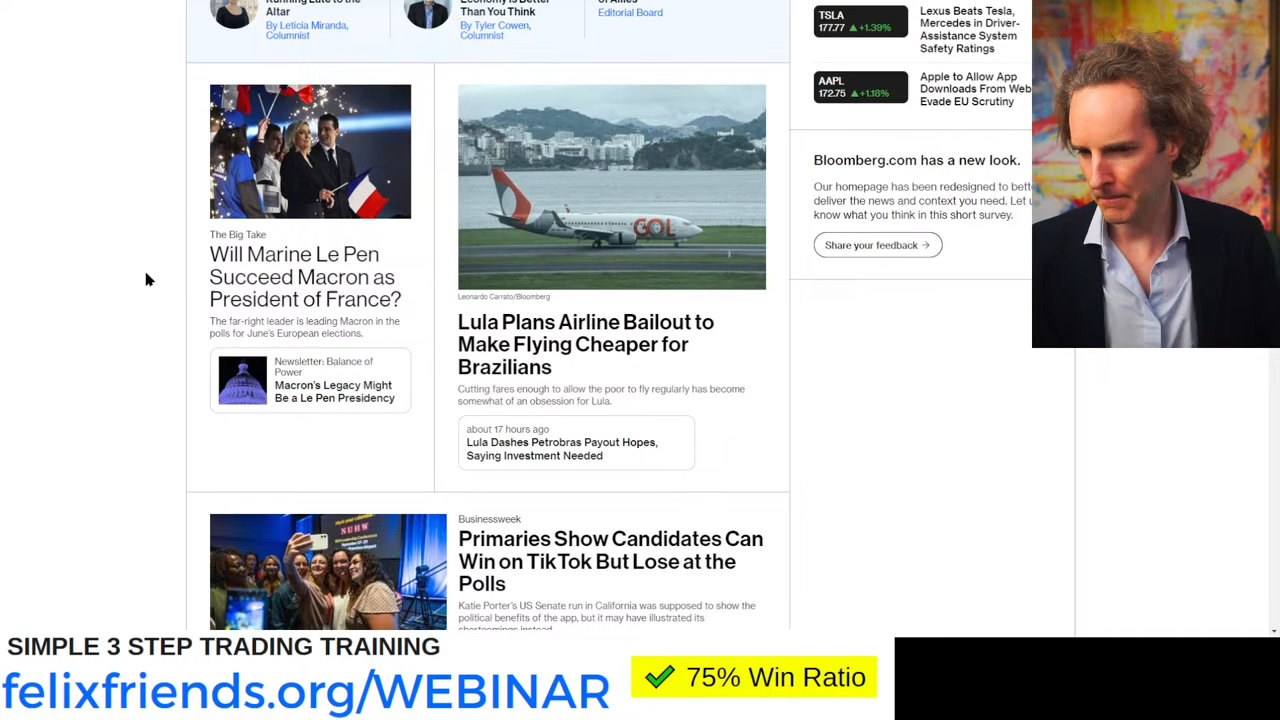 Running Late to the
Altar
By Leticia Miranda,
Columnist
Economy Is Better
Than You Think
By Tyler Cowen,
Columnist
Allies
Editorial Board
TSLA
177.77 ▲+1.39%
Lexus Beats Tesla,
Mercedes in Driver-
Assistance System
Safety Ratings
AAPL
172.75 ▲+1.18%
Apple to Allow App
Downloads From Web
Evade EU Scrutiny
Bloomberg.com has a new look.
Our homepage has been redesigned to bett
deliver the news and context you need. Let u
know what you think in this short survey.
Share your feedback →
The Big Take
Will Marine Le Pen
Succeed Macron as
President of France?
The far-right leader is leading Macron in the
polls for June's European elections.
Newsletter: Balance of
Power
Macron's Legacy Might
Be a Le Pen Presidency
GOL
Leonardo Carrato/Bloomberg
Lula Plans Airline Bailout to
Make Flying Cheaper for
Brazilians
Cutting fares enough to allow the poor to fly regularly has become
somewhat of an obsession for Lula.
about 17 hours ago
Lula Dashes Petrobras Payout Hopes,
Saying Investment Needed
NUHW
Businessweek
Primaries Show Candidates Can
Win on TikTok But Lose at the
Polls
Katie Porter's US Senate run in California was supposed to show the
political benefits of the app, but it may have illustrated its
shortcomings instead.
SIMPLE 3 STEP TRADING TRAINING
felixfriends.org/WEBINAR
75% Win Ratio